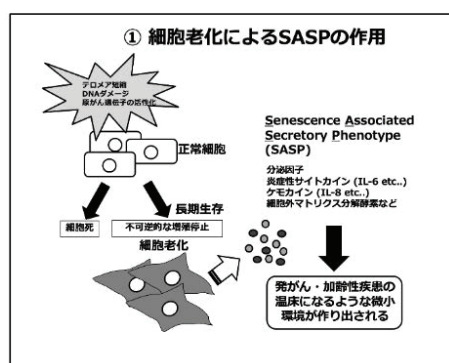 ① 細胞老化によるSASPの作用
テロメア短縮
DNAダメージ
原がん遺伝子の活性化
正常細胞
長期生存
細胞死
不可逆的な増殖停止
細胞老化
Senescence Associated
Secretory Phenotype
(SASP)
分泌因子
炎症性サイトカイン (IL-6 etc..)
ケモカイン (IL-8 etc..)
細胞外マトリクス分解酵素など
発がん・加齢性疾患の
温床になるような微小
環境が作り出される